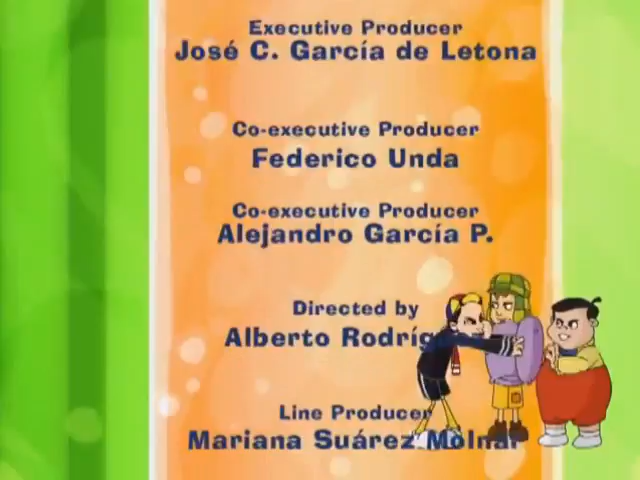 Executive Producer
José C. García de Letona
Co-executive Producer
Federico Unda
Co-executive Producer
Alejandro García P.
Directed by
Alberto
Line Producer
Mariana Suárez Molnar